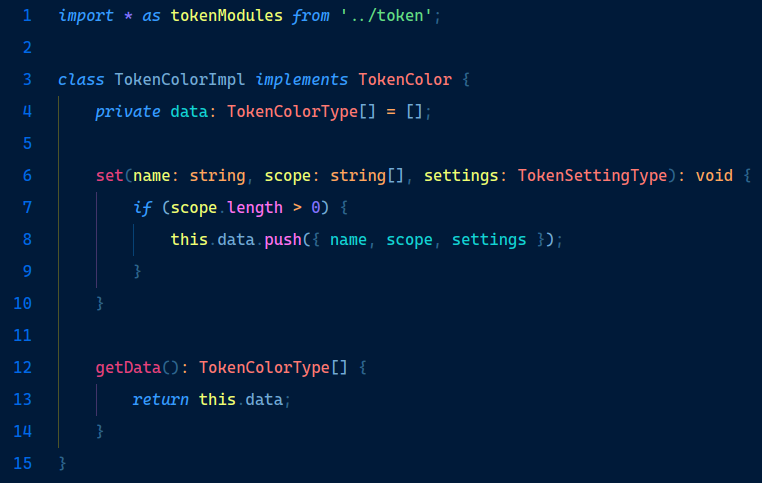 1 import * as tokenModules from '../token';
2
3 class TokenColorImpl implements TokenColor {
4     private data: TokenColorType[] = [];
5
6     set(name: string, scope: string[], settings: TokenSettingType): void {
7         if (scope.length > 0) {
8             this.data.push({ name, scope, settings });
9         }
10     }
11
12     getData(): TokenColorType[] {
13         return this.data;
14     }
15 }